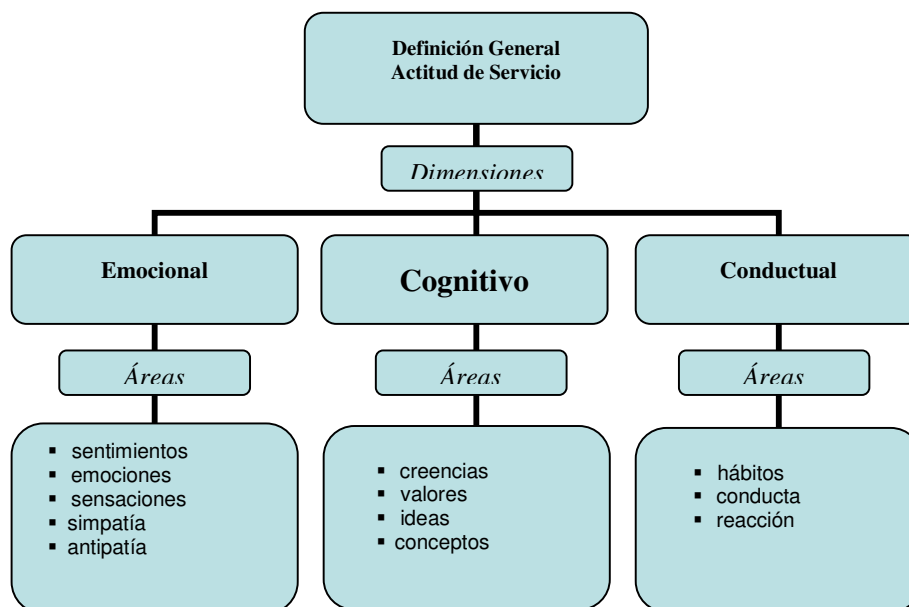 Definición General
Actitud de Servicio
Dimensiones
Emocional
Cognitivo
Conductual
Áreas
Áreas
Áreas
▪ sentimientos
▪ emociones
▪ sensaciones
▪ simpatía
▪ antipatía
▪ creencias
▪ valores
▪ ideas
▪ conceptos
▪ hábitos
▪ conducta
▪ reacción